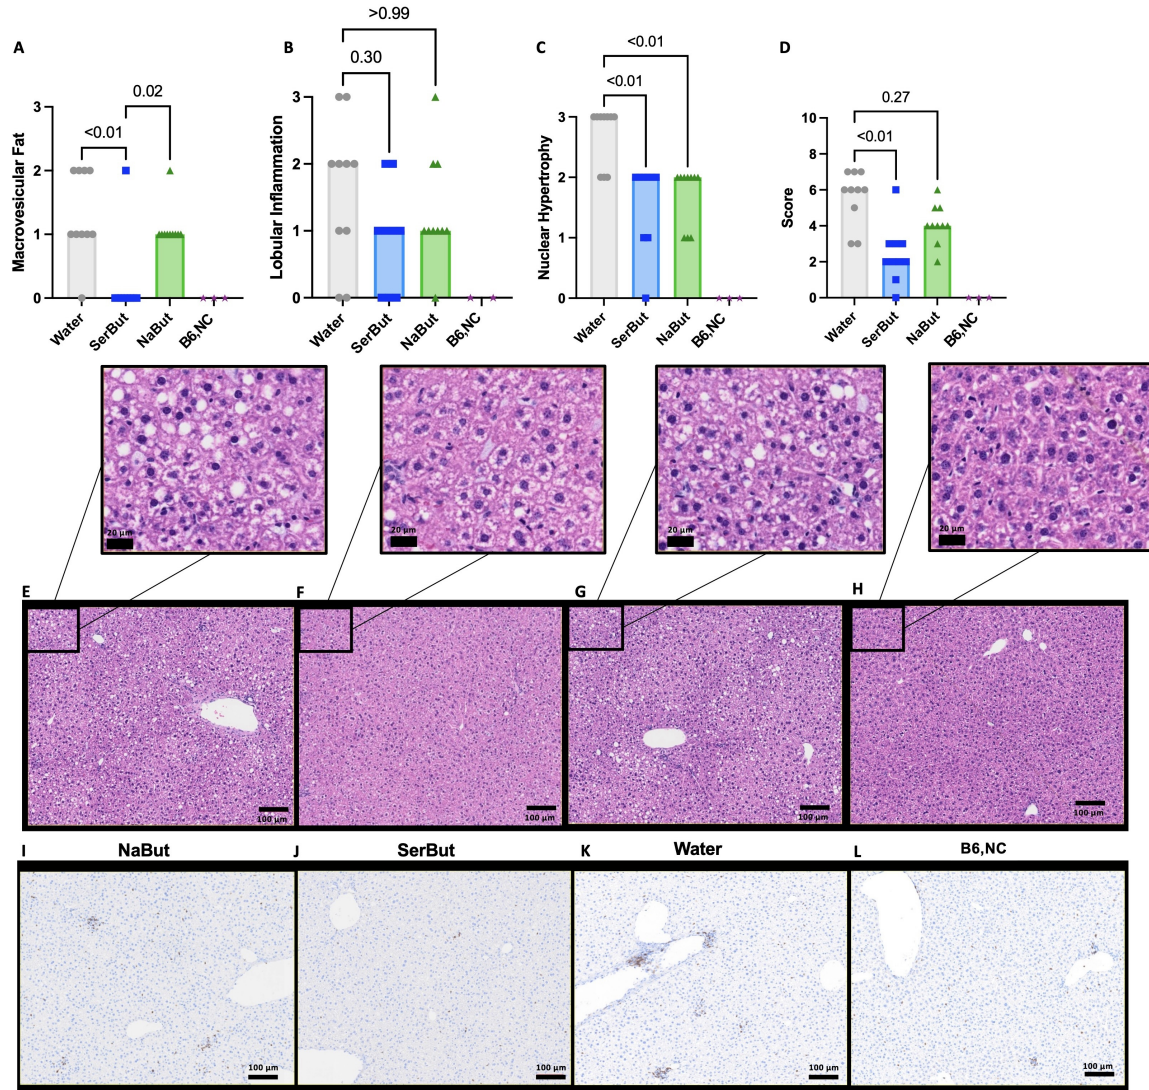 A
Macrovesicular Fat
3
2
1
0
<0.01
0.02
Water
SerBut
NaBut
B6,NC
B
Lobular Inflammation
3
2
1
0
0.30
>0.99
Water
SerBut
NaBut
B6,NC
C
Nuclear Hypertrophy
3
2
1
0
<0.01
<0.01
Water
SerBut
NaBut
B6,NC
D
Score
10
8
6
4
2
0
<0.01
0.27
Water
SerBut
NaBut
B6,NC
20 µm
20 µm
20 µm
20 µm
E
F
G
H
100 µm
100 µm
100 µm
100 µm
I
NaBut
J
SerBut
K
Water
L
B6,NC
100 µm
100 µm
100 µm
100 µm